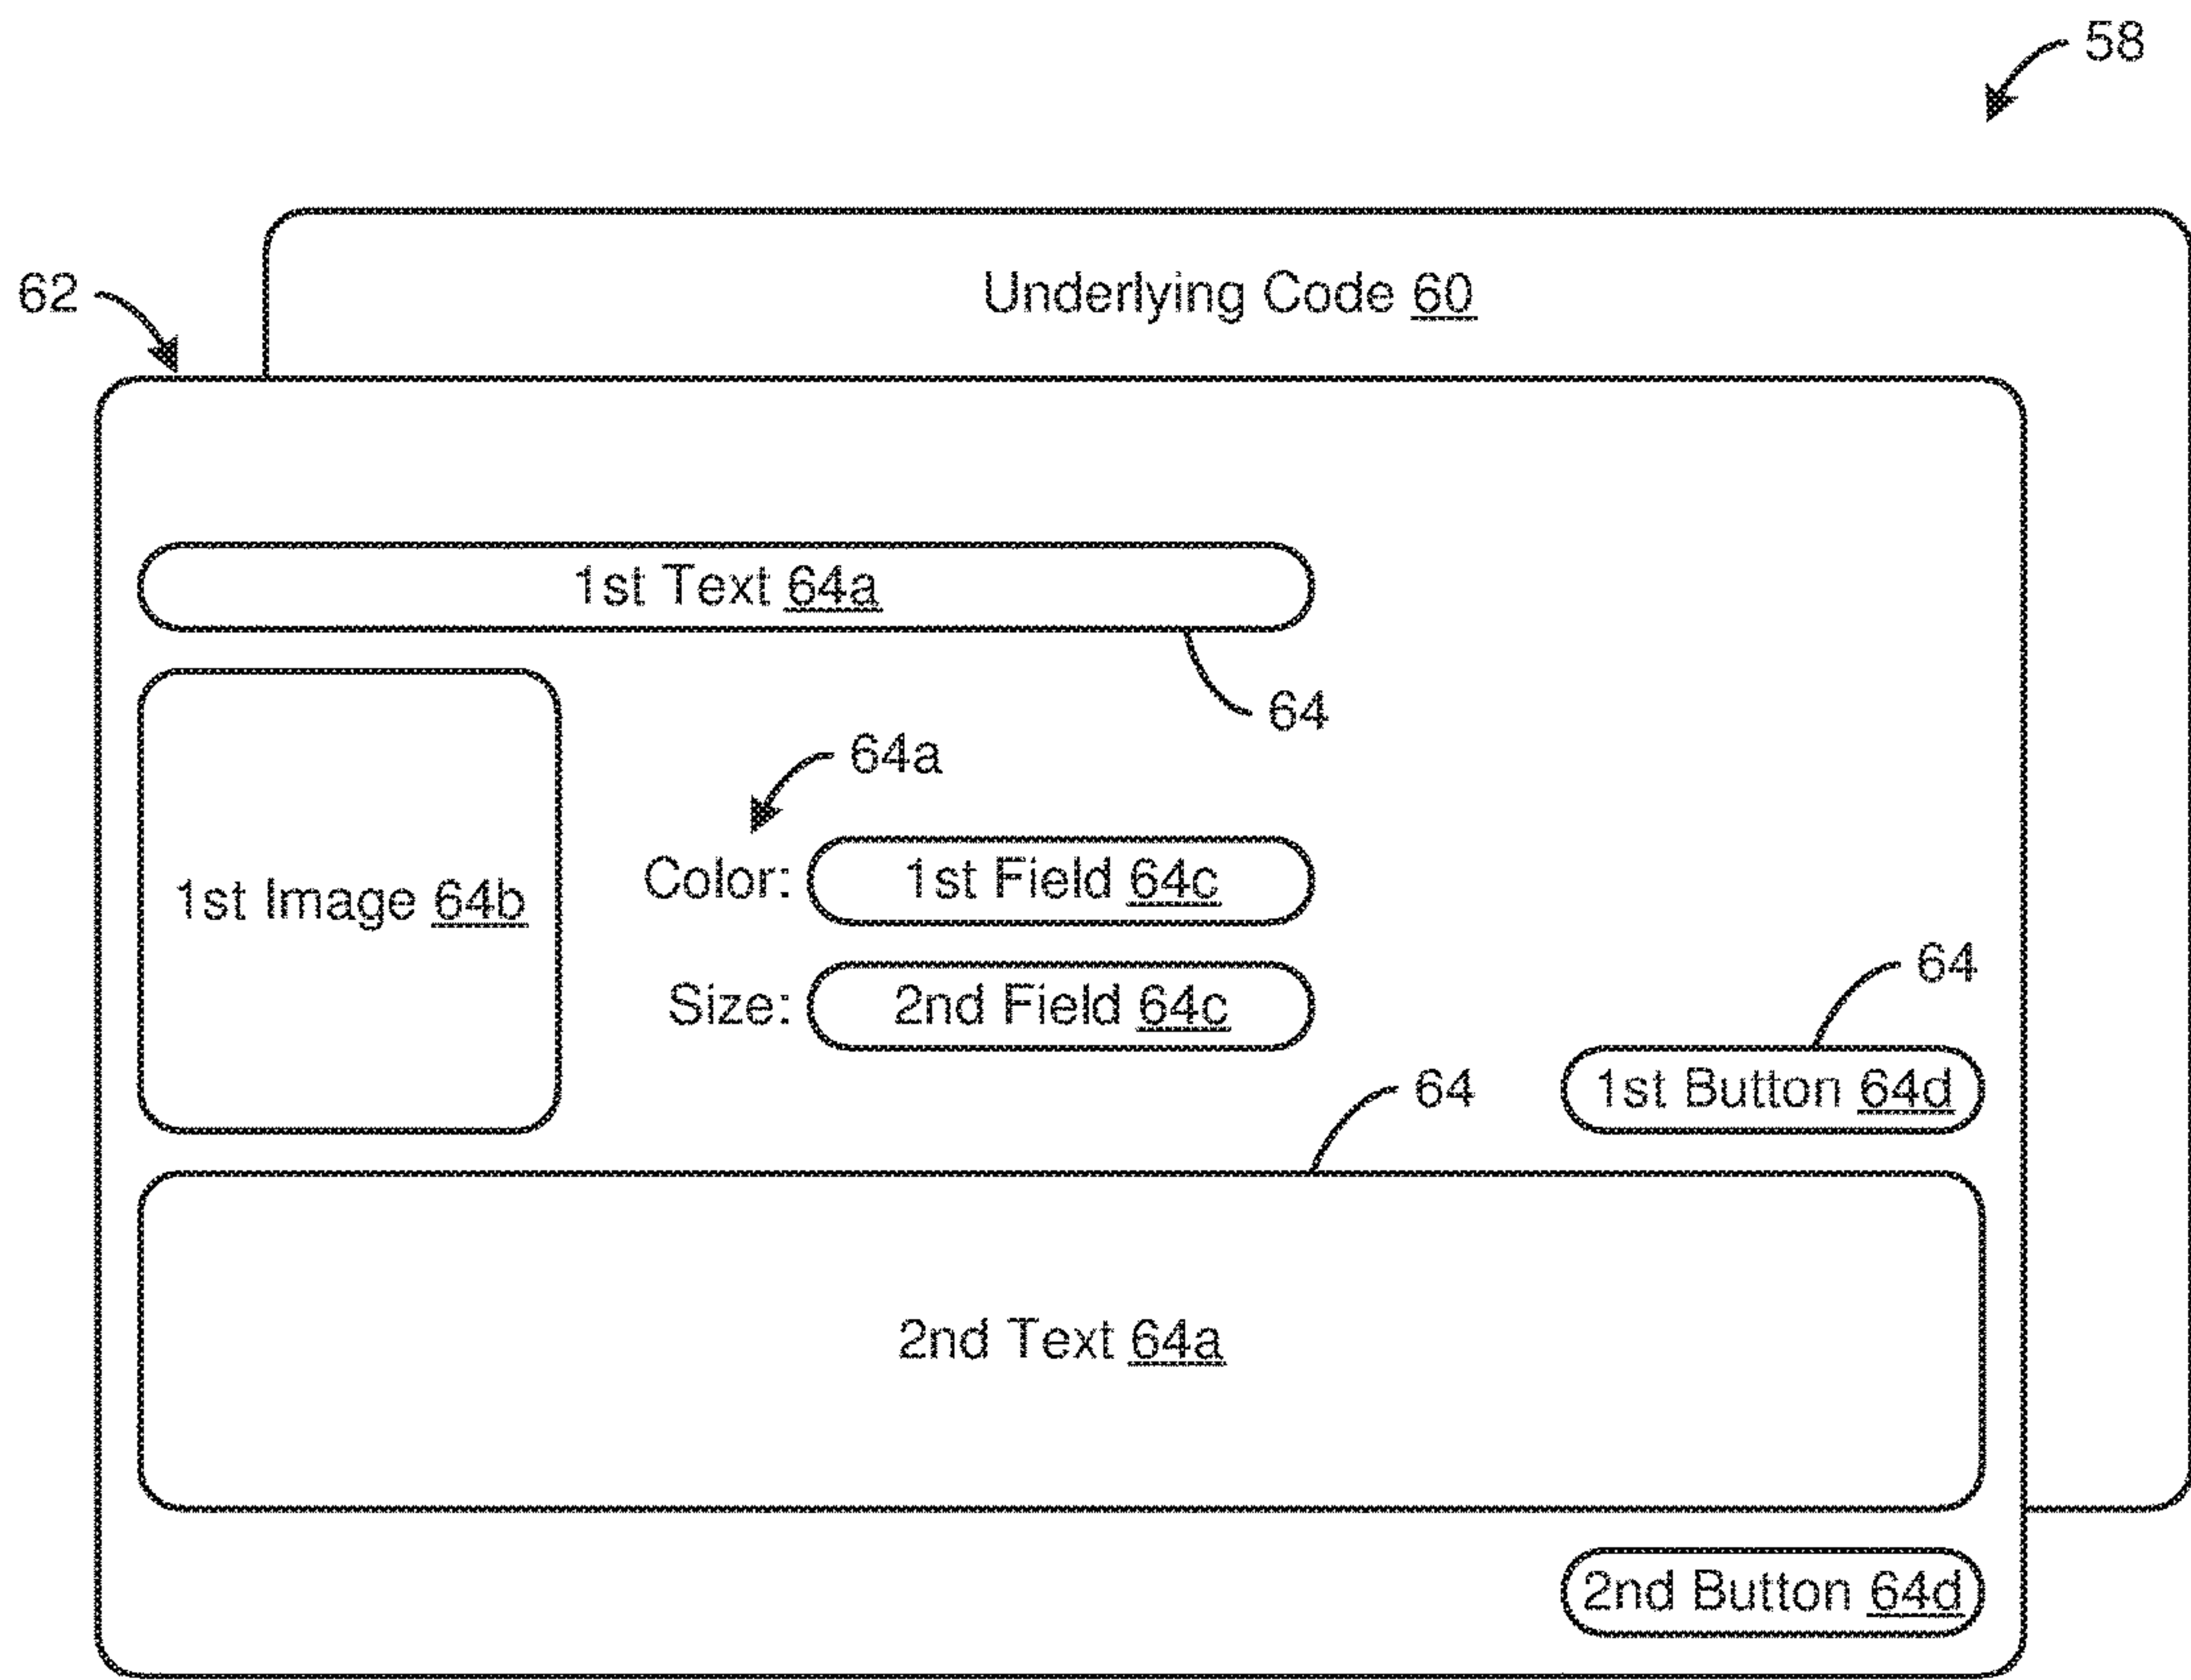 58
Underlying Code 60
62
1st Text 64a
64
64a
1st Image 64b
Color: 1st Field 64c
Size: 2nd Field 64c
64
1st Button 64d
64
2nd Text 64a
2nd Button 64d